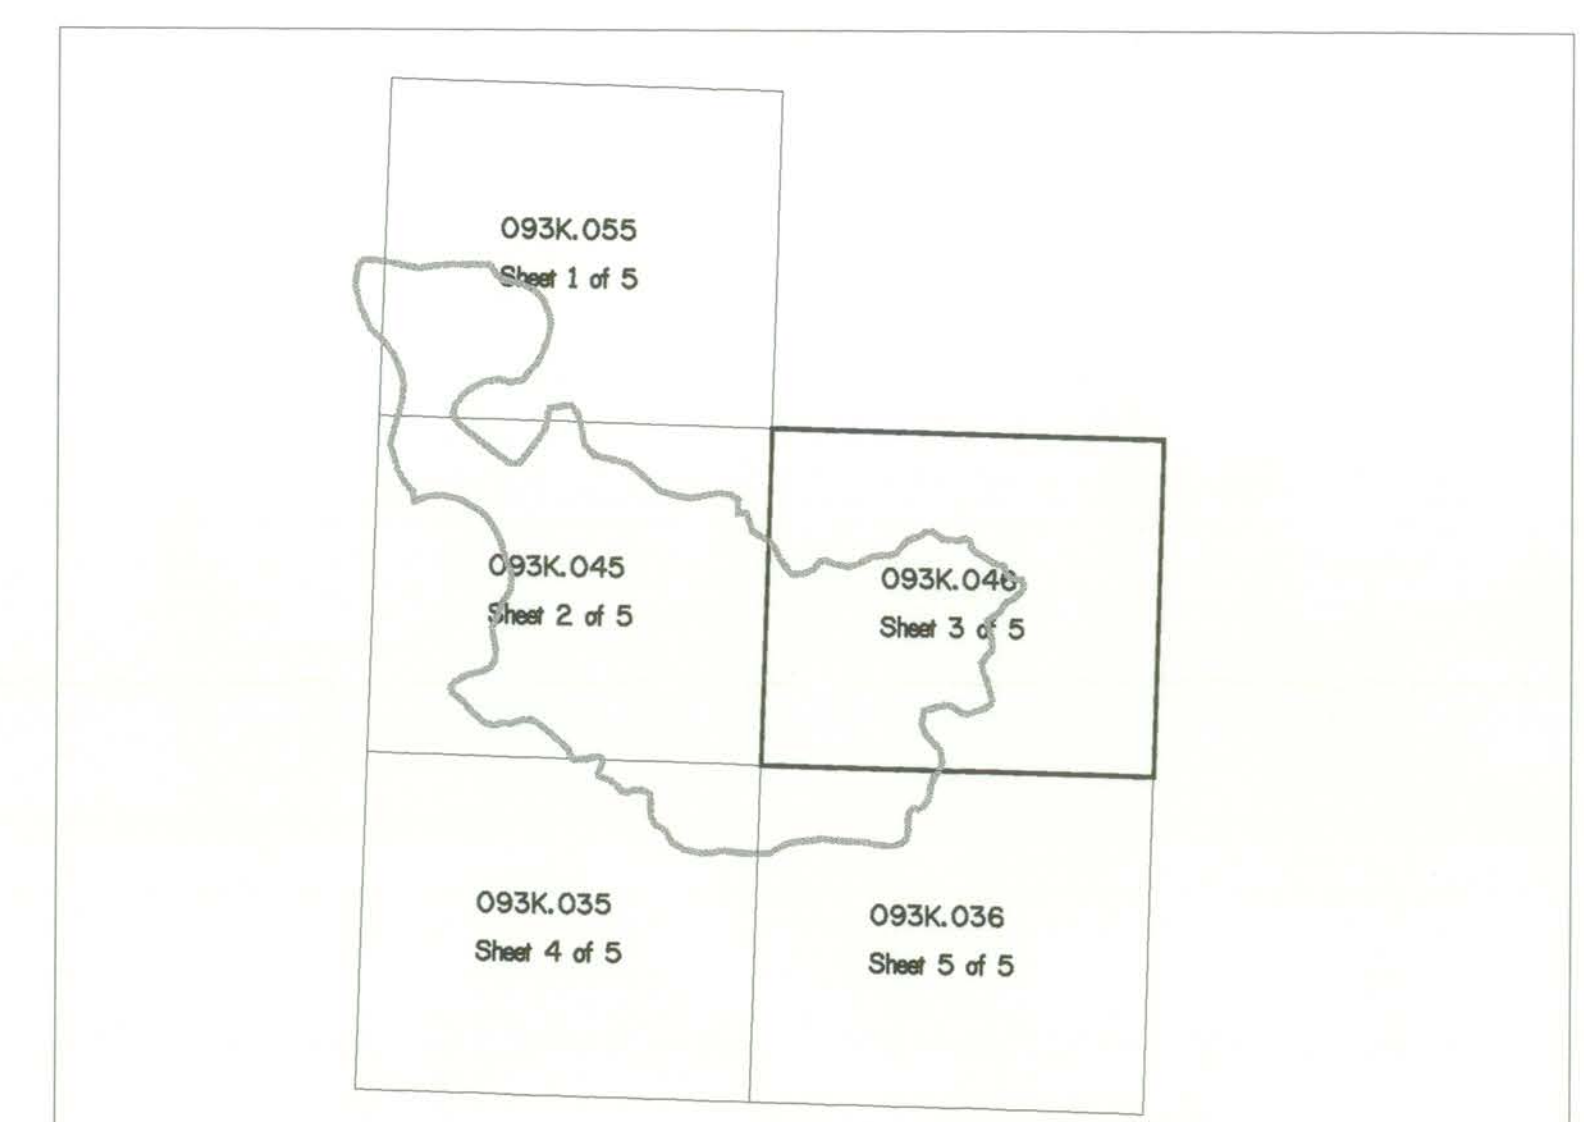 093K.055
Sheet 1 of 5
093K.045
Sheet 2 of 5
093K.046
Sheet 3 of 5
093K.035
Sheet 4 of 5
093K.036
Sheet 5 of 5